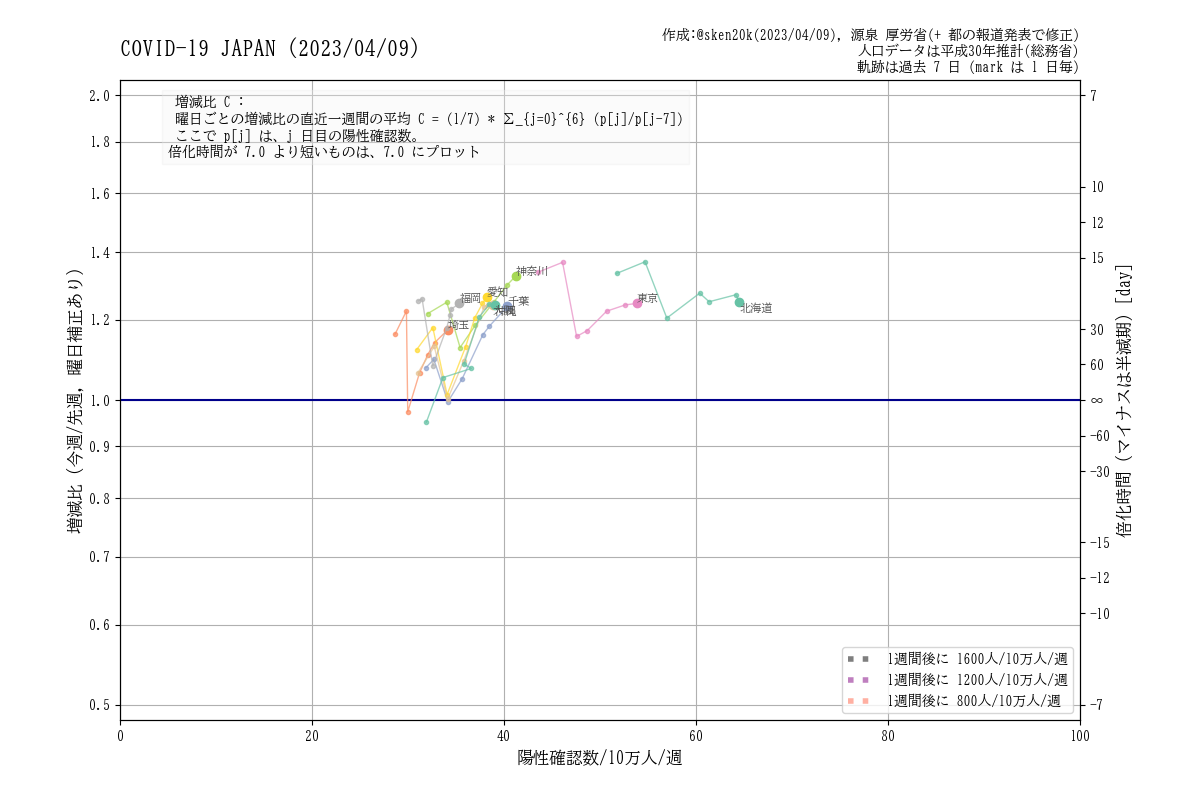 COVID-19 JAPAN (2023/04/09)
作成:@sken20k(2023/04/09), 源泉 厚労省(+ 都の報道発表で修正)
人口データは平成30年推計(総務省)
軌跡は過去 7 日 (mark は 1 日毎)
増減比 C :
曜日ごとの増減比の直近一週間の平均 C = (1/7) * Σ_{j=0}^{6} (p[j]/p[j-7])
ここで p[j] は、j 日目の陽性確認数。
倍化時間が 7.0 より短いものは、7.0 にプロット
2.0
1.8
1.6
1.4
1.2
1.0
0.9
0.8
0.7
0.6
0.5
増減比 (今週/先週, 曜日補正あり)
神奈川
福岡
愛知
千葉
埼玉
東京
北海道
7
10
12
15
30
60
∞
-60
-30
-15
-12
-10
-7
倍化時間 (マイナスは半減期) [day]
1週間後に 1600人/10万人/週
1週間後に 1200人/10万人/週
1週間後に 800人/10万人/週
0
20
40
60
80
100
陽性確認数/10万人/週